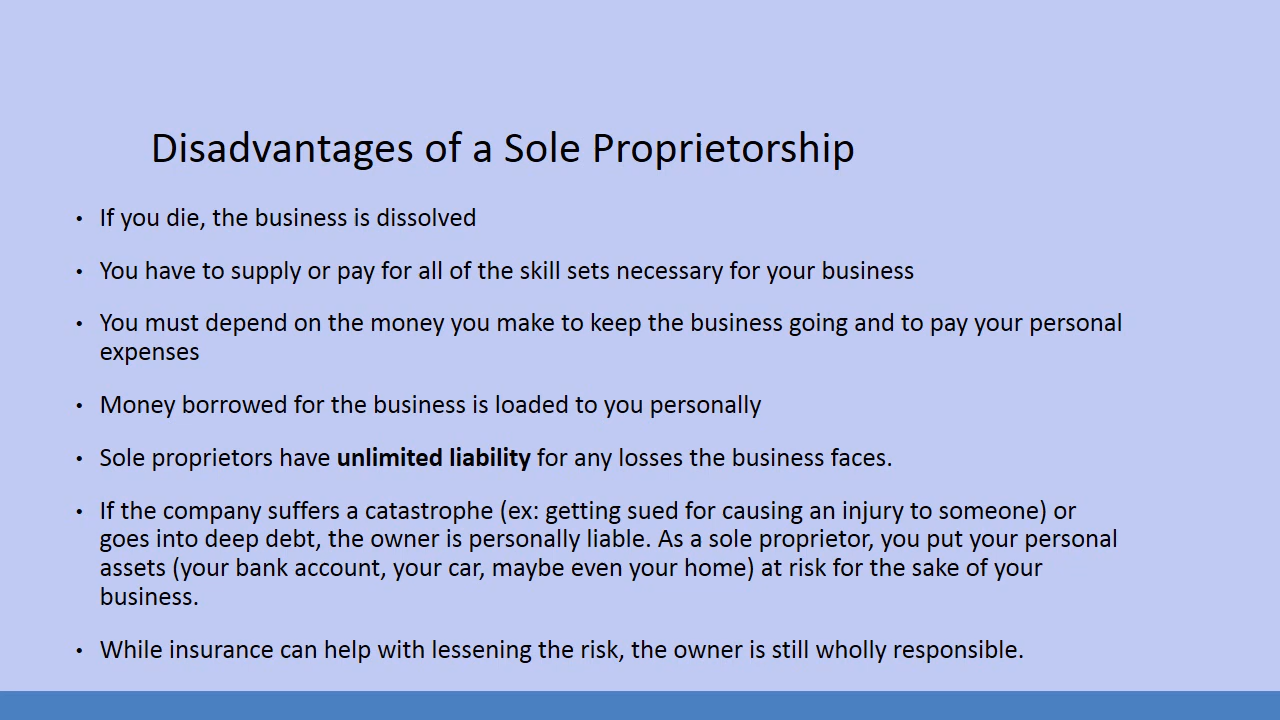 Disadvantages of a Sole Proprietorship
• If you die, the business is dissolved
• You have to supply or pay for all of the skill sets necessary for your business
• You must depend on the money you make to keep the business going and to pay your personal
expenses
• Money borrowed for the business is loaded to you personally
• Sole proprietors have unlimited liability for any losses the business faces.
• If the company suffers a catastrophe (ex: getting sued for causing an injury to someone) or
goes into deep debt, the owner is personally liable. As a sole proprietor, you put your personal
assets (your bank account, your car, maybe even your home) at risk for the sake of your
business.
• While insurance can help with lessening the risk, the owner is still wholly responsible.